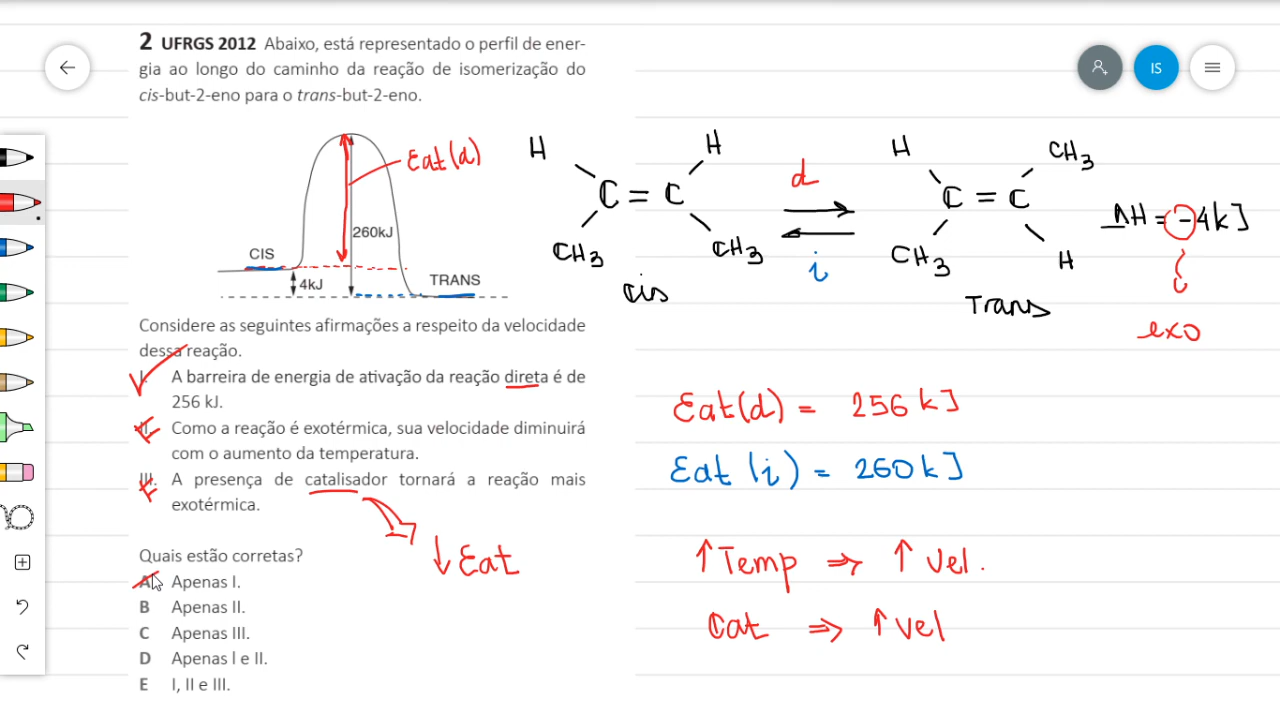 2 UFRGS 2012 Abaixo, está representado o perfil de ener-
gia ao longo do caminho da reação de isomerização do
cis-but-2-eno para o trans-but-2-eno.
Eat(d)
260kJ
CIS
4kJ
TRANS
Considere as seguintes afirmações a respeito da velocidade
dessa reação.
I. A barreira de energia de ativação da reação direta é de
256 kJ.
II. Como a reação é exotérmica, sua velocidade diminuirá
com o aumento da temperatura.
F
III. A presença de catalisador tornará a reação mais
exotérmica.
F
↓ Eat
Quais estão corretas?
A Apenas I.
B Apenas II.
C Apenas III.
D Apenas I e II.
E I, II e III.
IS
H H
C = C
CH3 CH3
Cis
d
i
H CH3
C = C
CH3 H
Trans
ΔH = -4kJ
exo
Eat(d) = 256kJ
Eat(i) = 260kJ
↑Temp ⇒ ↑Vel.
Cat ⇒ ↑Vel